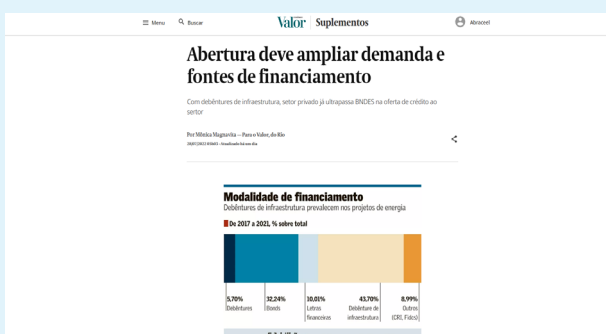 Menu
Buscar
Valor
Suplementos
Abraceel
Abertura deve ampliar demanda e
fontes de financiamento
Com debêntures de infraestrutura, setor privado já ultrapassa BNDES na oferta de crédito ao
sertor
Por Mônica Magnavita — Para o Valor, do Rio
Modalidade de financiamento
Debêntures de infraestrutura prevalecem nos projetos de energia
De 2017 a 2021, % sobre total
5,70%
Debêntures
32,24%
Bonds
10,01%
Letras
financeiras
43,70%
Debênture de
infraestrutura
8,99%
Outros
(CRI, Fidcs)